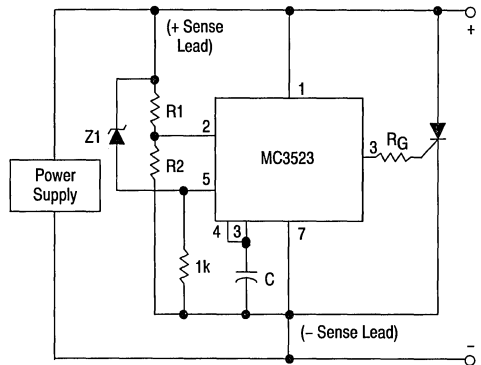 (+ Sense
Lead)
+
1
R1
Z1
2
3
RG
MC3523
R2
5
Power
Supply
4
3
7
1k
C
(– Sense Lead)
–